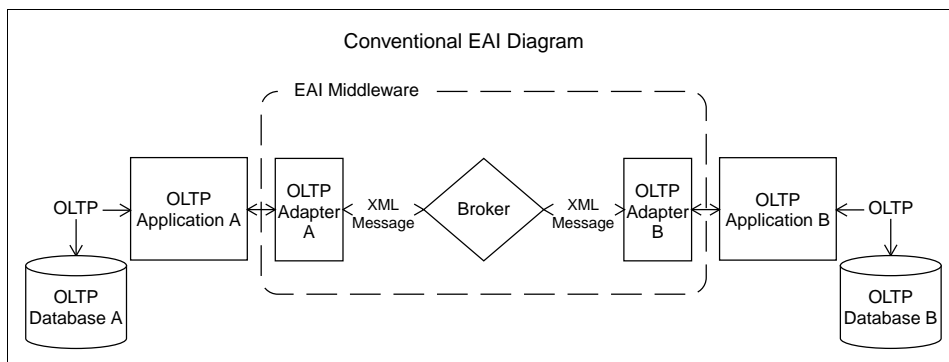 Conventional EAI Diagram
EAI Middleware
OLTP
OLTP
Application A
OLTP
Adapter
A
XML
Message
Broker
XML
Message
OLTP
Adapter
B
OLTP
Application B
OLTP
OLTP
Database A
OLTP
Database B